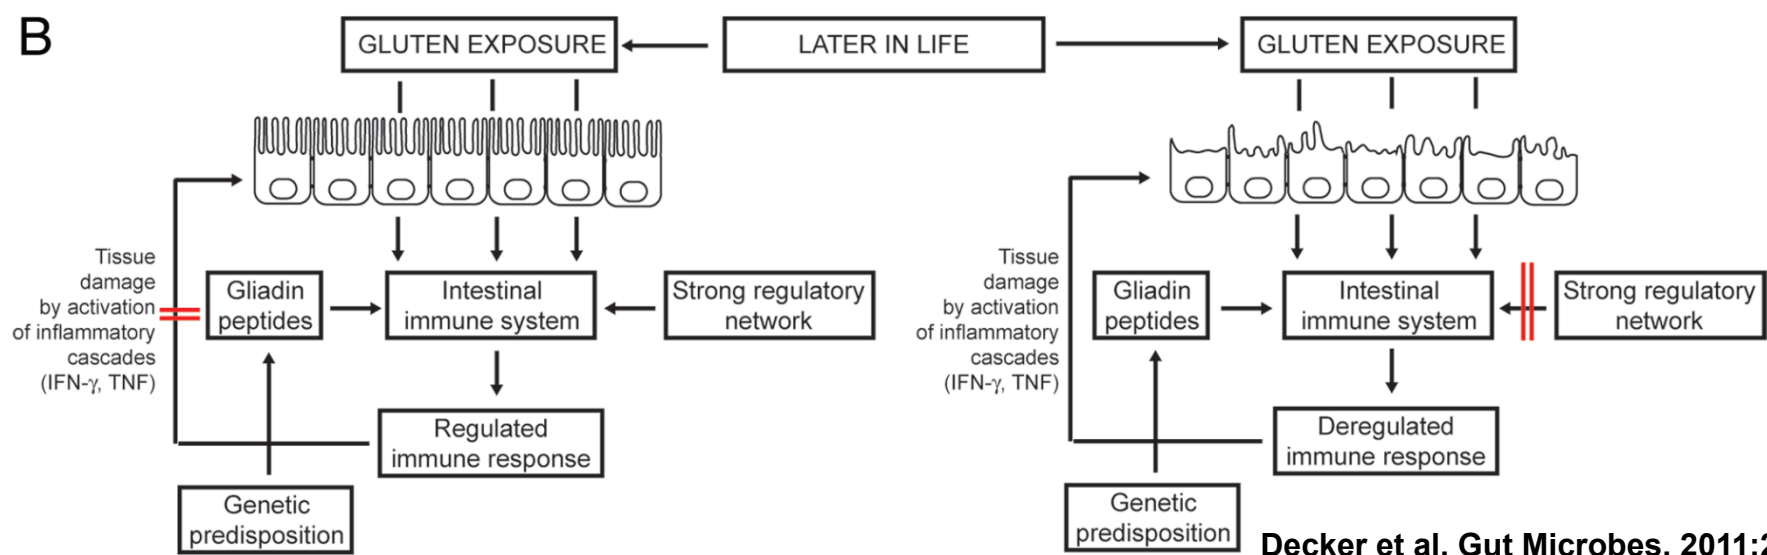 B
GLUTEN EXPOSURE
LATER IN LIFE
GLUTEN EXPOSURE
Tissue
damage
by activation
of inflammatory
cascades
(IFN-γ, TNF)
Gliadin
peptides
Intestinal
immune system
Strong regulatory
network
Regulated
immune response
Genetic
predisposition
Tissue
damage
by activation
of inflammatory
cascades
(IFN-γ, TNF)
Gliadin
peptides
Intestinal
immune system
Strong regulatory
network
Deregulated
immune response
Genetic
predisposition
Decker et al. Gut Microbes. 2011;2